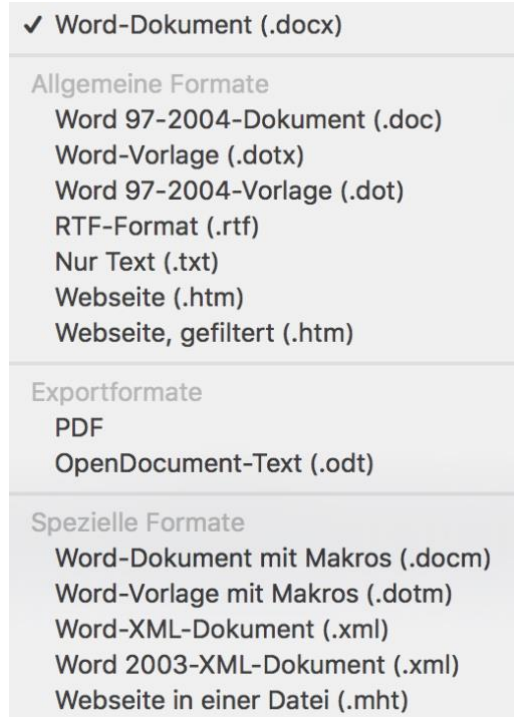 ✓ Word-Dokument (.docx)
Allgemeine Formate
Word 97-2004-Dokument (.doc)
Word-Vorlage (.dotx)
Word 97-2004-Vorlage (.dot)
RTF-Format (.rtf)
Nur Text (.txt)
Webseite (.htm)
Webseite, gefiltert (.htm)
Exportformate
PDF
OpenDocument-Text (.odt)
Spezielle Formate
Word-Dokument mit Makros (.docm)
Word-Vorlage mit Makros (.dotm)
Word-XML-Dokument (.xml)
Word 2003-XML-Dokument (.xml)
Webseite in einer Datei (.mht)